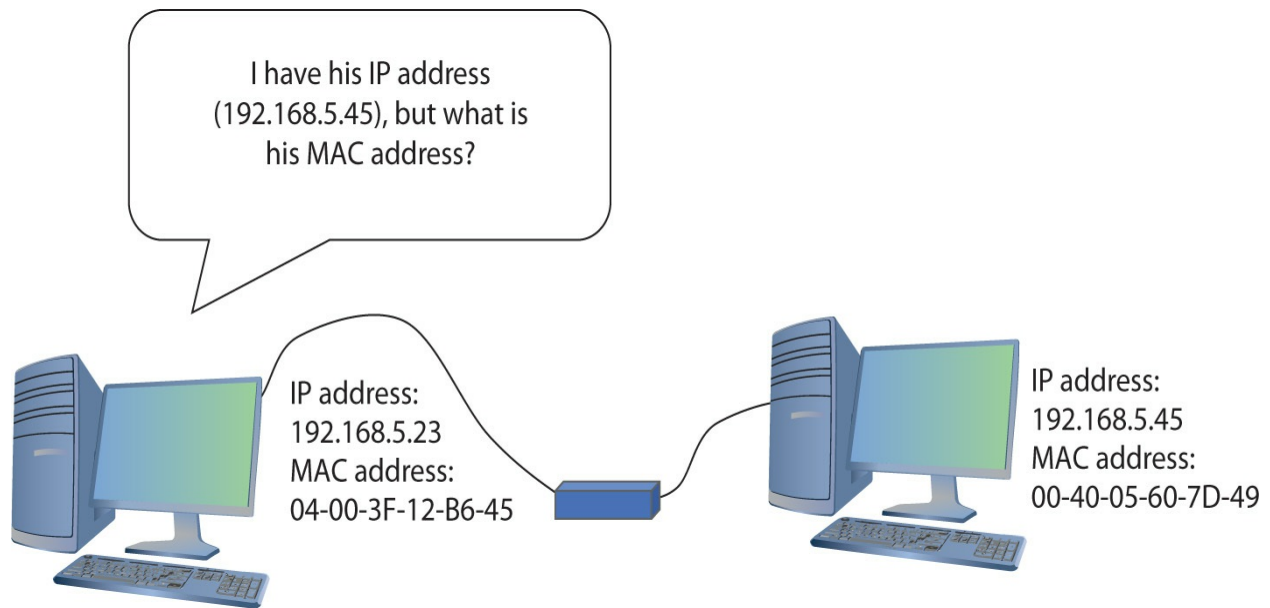 I have his IP address
(192.168.5.45), but what is
his MAC address?
IP address:
192.168.5.23
MAC address:
04-00-3F-12-B6-45
IP address:
192.168.5.45
MAC address:
00-40-05-60-7D-49